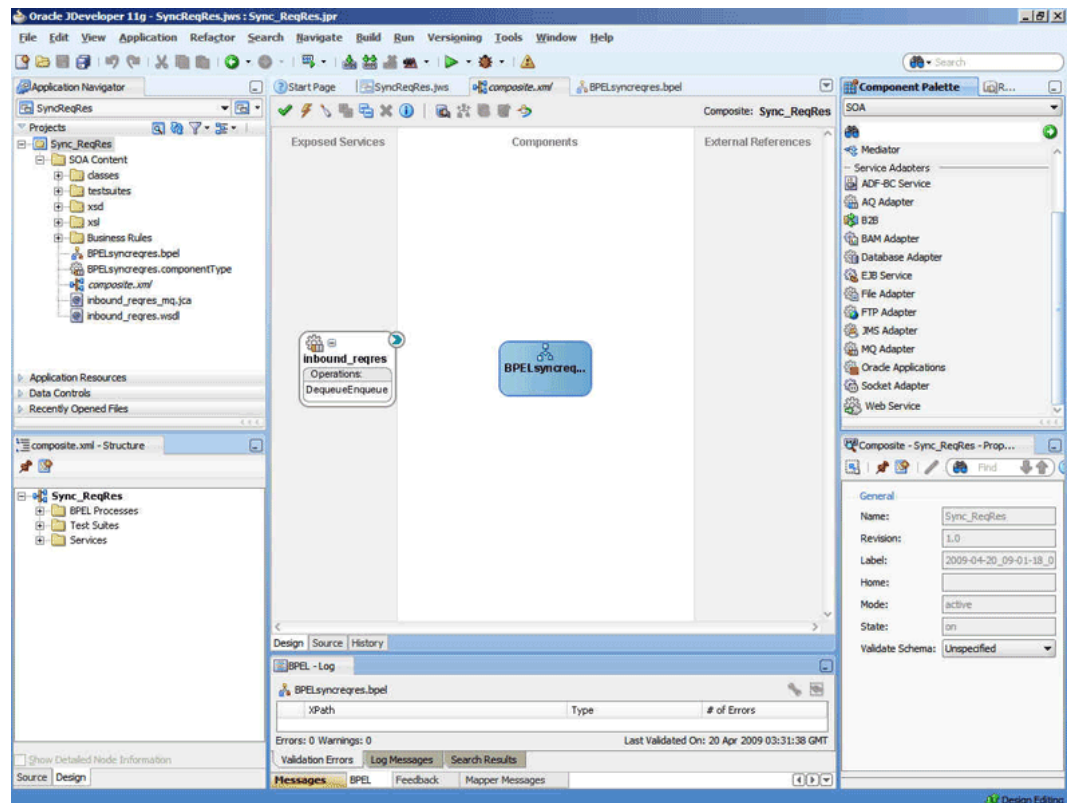 Oracle JDeveloper 11g - SyncReqRes.jws : Sync_ReqRes.jpr
File Edit View Application Refactor Search Navigate Build Run Versioning Tools Window Help
Search
Application Navigator
SyncReqRes
Projects
Sync_ReqRes
SOA Content
classes
testsuites
xsd
xsl
Business Rules
BPELsyncreqres.bpel
BPELsyncreqres.componentType
composite.xml
inbound_reqres_mq.jca
inbound_reqres.wsdl
Application Resources
Data Controls
Recently Opened Files
composite.xml - Structure
Sync_ReqRes
BPEL Processes
Test Suites
Services
Show Detailed Node Information
Source Design
Start Page SyncReqRes.jws composite.xml BPELsyncreqres.bpel
Composite: Sync_ReqRes
Exposed Services Components External References
inbound_reqres
Operations:
DequeueEnqueue
BPELsyncreq...
Design Source History
BPEL - Log
BPELsyncreqres.bpel
XPath Type # of Errors
Errors: 0 Warnings: 0 Last Validated On: 20 Apr 2009 03:31:38 GMT
Validation Errors Log Messages Search Results
Messages BPEL Feedback Mapper Messages
Component Palette R...
SOA
Mediator
Service Adapters
ADF-BC Service
AQ Adapter
B2B
BAM Adapter
Database Adapter
EJB Service
File Adapter
FTP Adapter
JMS Adapter
MQ Adapter
Oracle Applications
Socket Adapter
Web Service
Composite - Sync_ReqRes - Prop...
Find
General
Name: Sync_ReqRes
Revision: 1.0
Label: 2009-04-20_09-01-18_0
Home:
Mode: active
State: on
Validate Schema: Unspecified
Design Editing